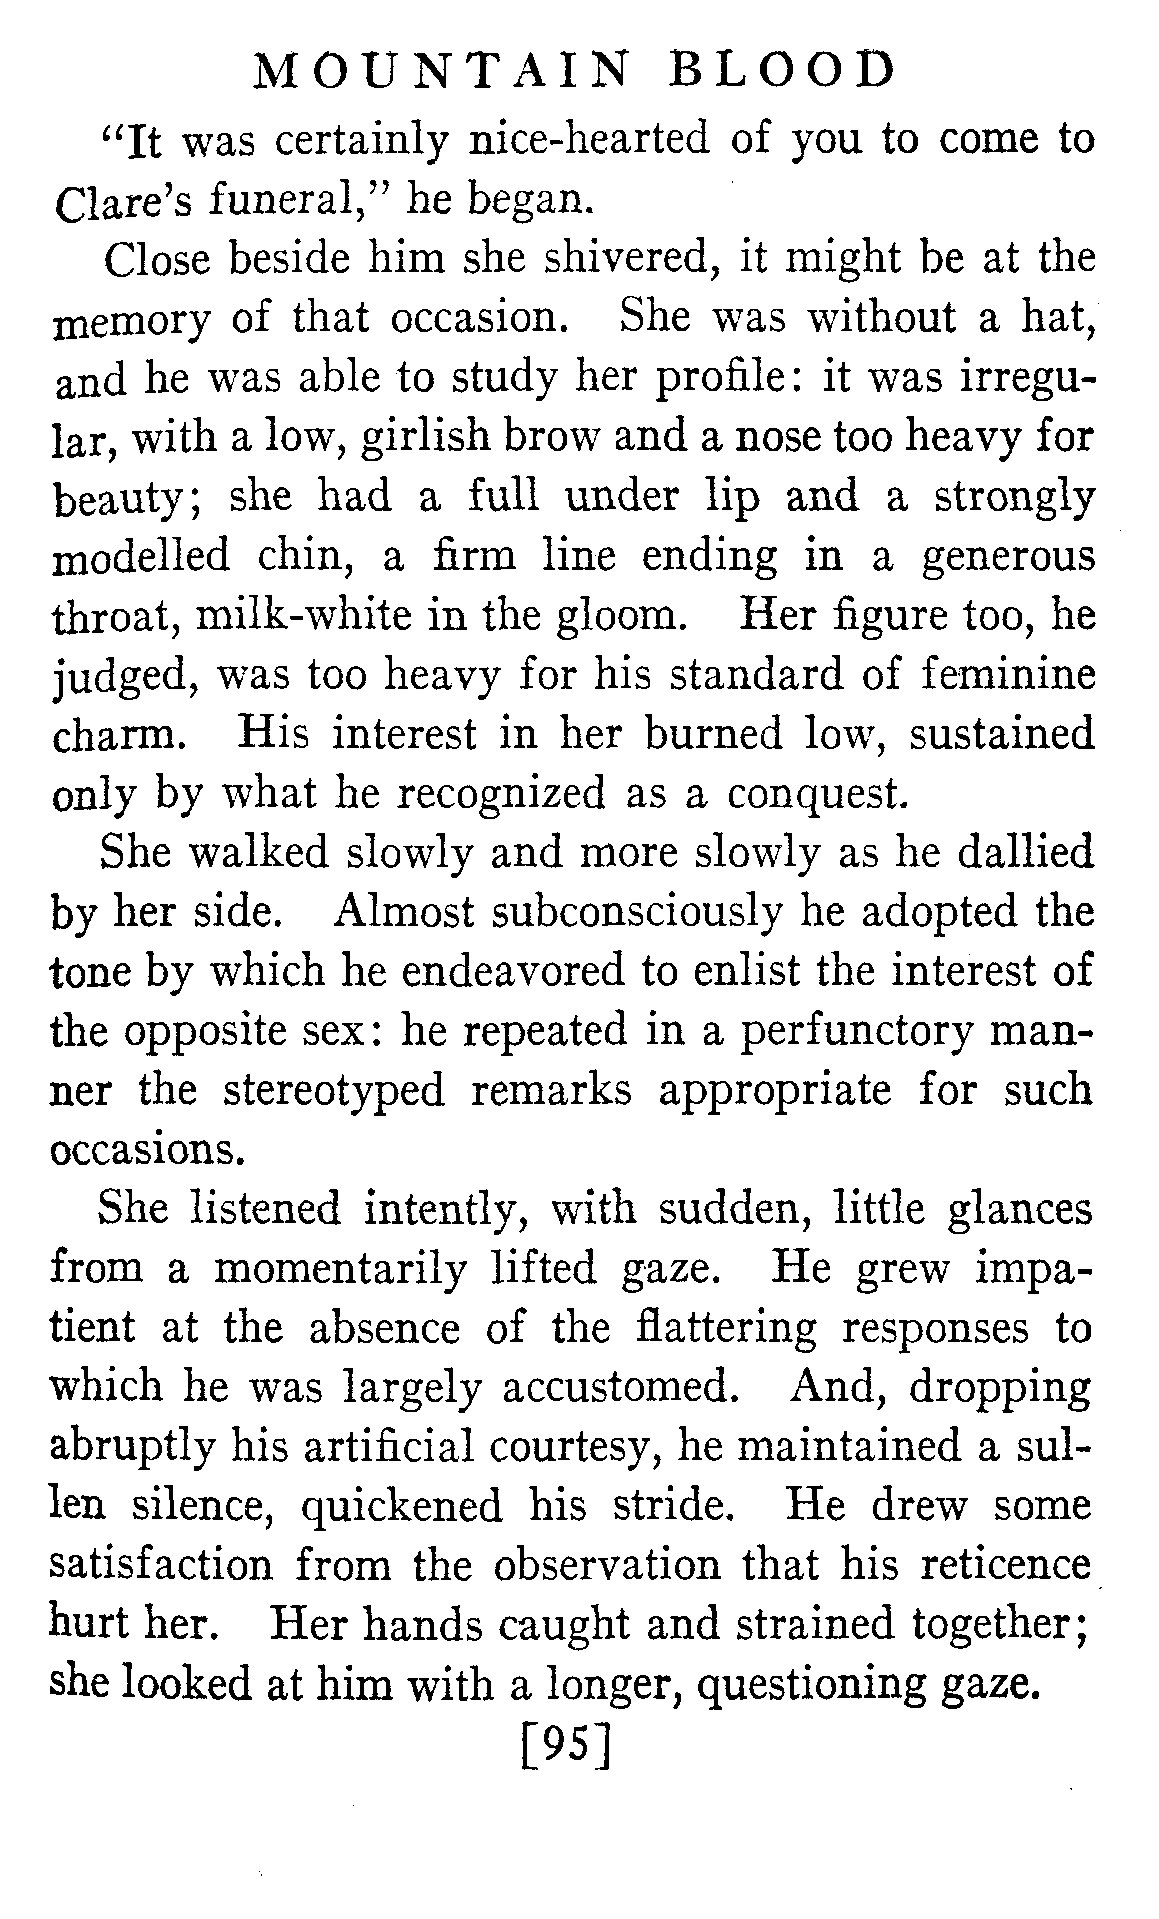 MOUNTAIN BLOOD
“It was certainly nice-hearted of you to come to
Clare's funeral,” he began.
Close beside him she shivered, it might be at the
memory of that occasion. She was without a hat,
and he was able to study her profile: it was irregu-
lar, with a low, girlish brow and a nose too heavy for
beauty; she had a full under lip and a strongly
modelled chin, a firm line ending in a generous
throat, milk-white in the gloom. Her figure too, he
judged, was too heavy for his standard of feminine
charm. His interest in her burned low, sustained
only by what he recognized as a conquest.
She walked slowly and more slowly as he dallied
by her side. Almost subconsciously he adopted the
tone by which he endeavored to enlist the interest of
the opposite sex: he repeated in a perfunctory man-
ner the stereotyped remarks appropriate for such
occasions.
She listened intently, with sudden, little glances
from a momentarily lifted gaze. He grew impa-
tient at the absence of the flattering responses to
which he was largely accustomed. And, dropping
abruptly his artificial courtesy, he maintained a sul-
len silence, quickened his stride. He drew some
satisfaction from the observation that his reticence
hurt her. Her hands caught and strained together;
she looked at him with a longer, questioning gaze.
[95]